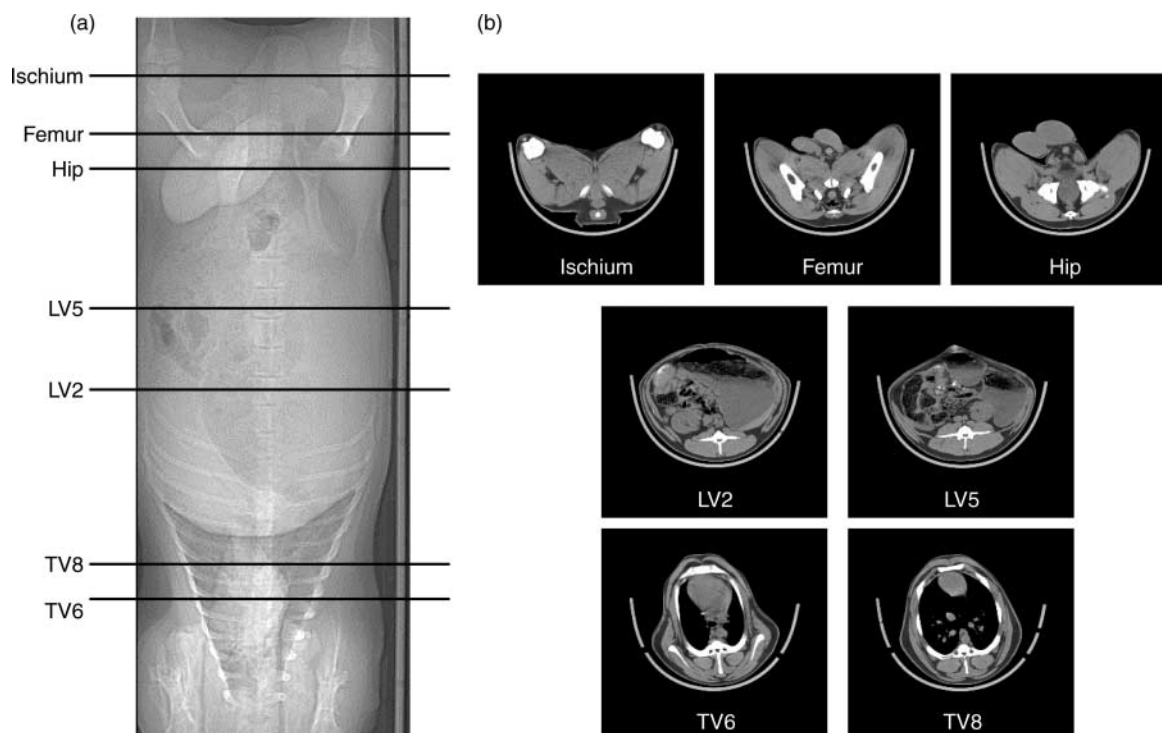 (a)
Ischium
Femur
Hip
LV5
LV2
TV8
TV6
(b)
Ischium
Femur
Hip
LV2
LV5
TV6
TV8